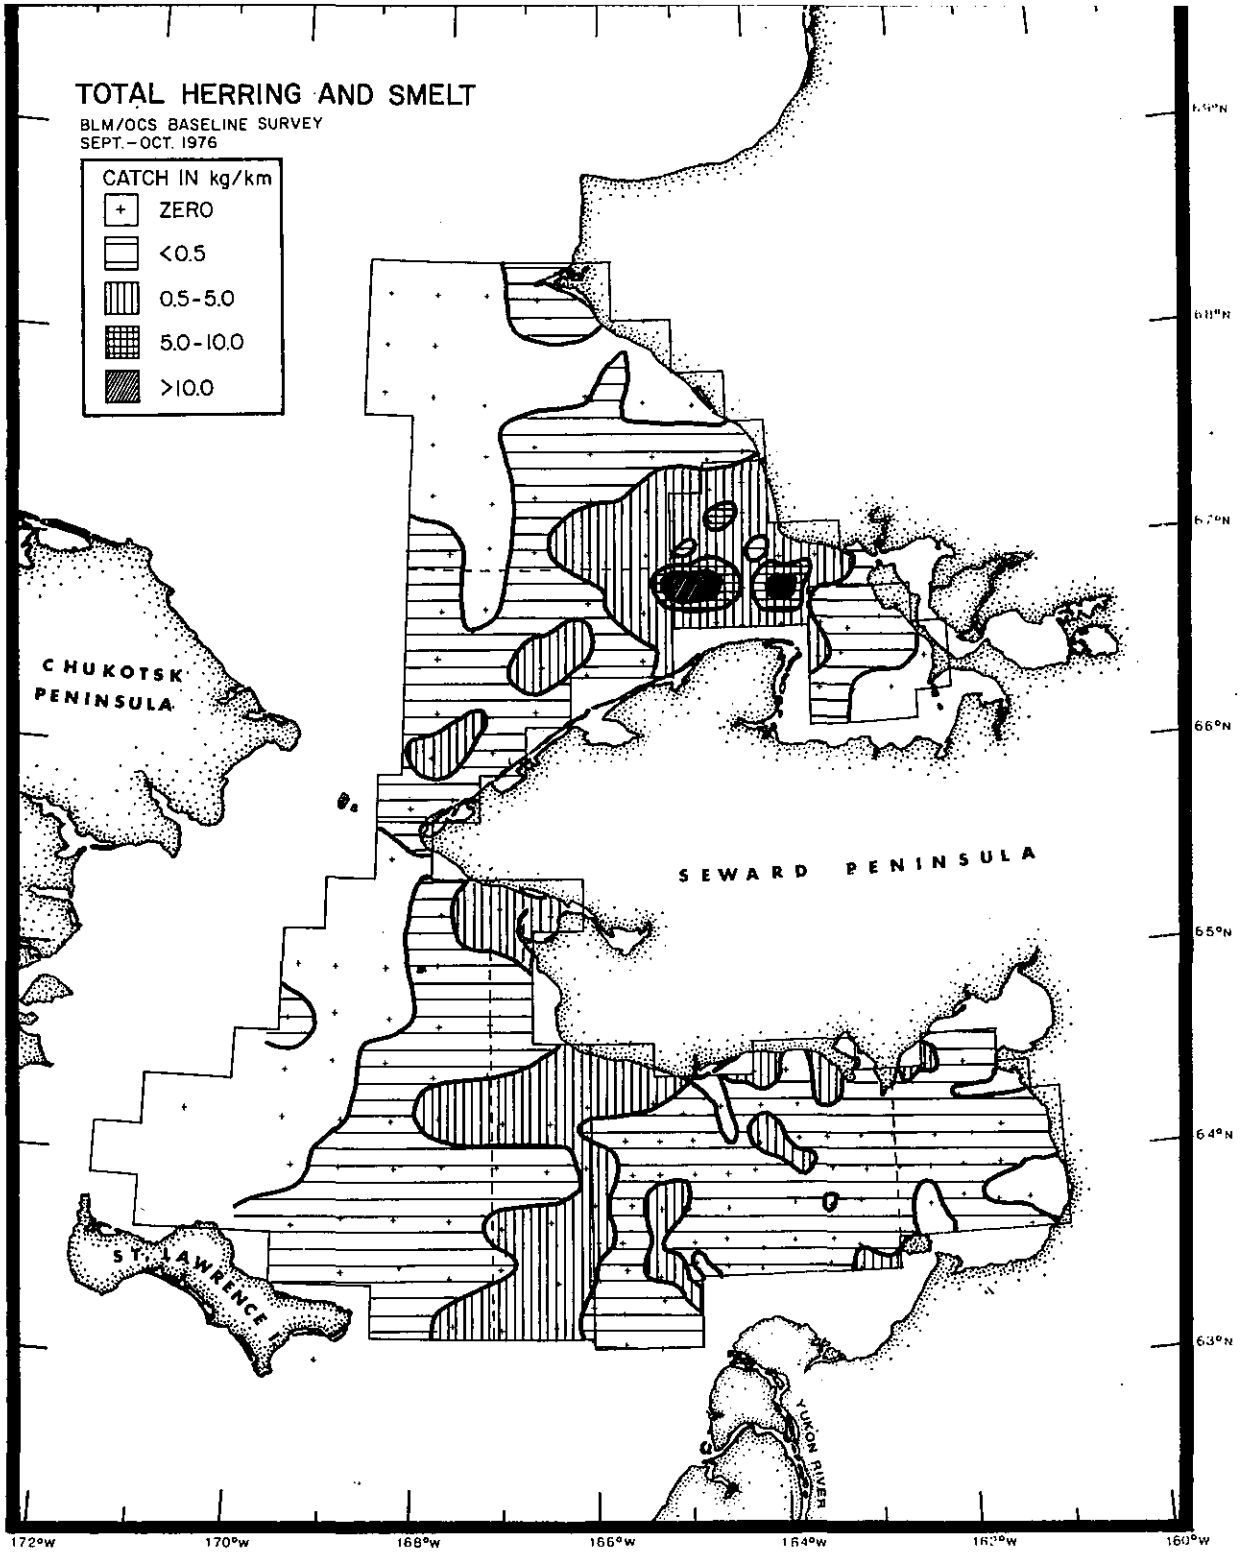 TOTAL HERRING AND SMELT
BLM/OCS BASELINE SURVEY
SEPT.-OCT. 1976
CATCH IN kg/km
+ ZERO
<0.5
0.5-5.0
5.0-10.0
>10.0
69°N
68°N
67°N
CHUKOTSK
PENINSULA
66°N
SEWARD PENINSULA
65°N
64°N
ST. LAWRENCE I
63°N
YUKON RIVER
172°W 170°W 168°W 166°W 164°W 162°W 160°W